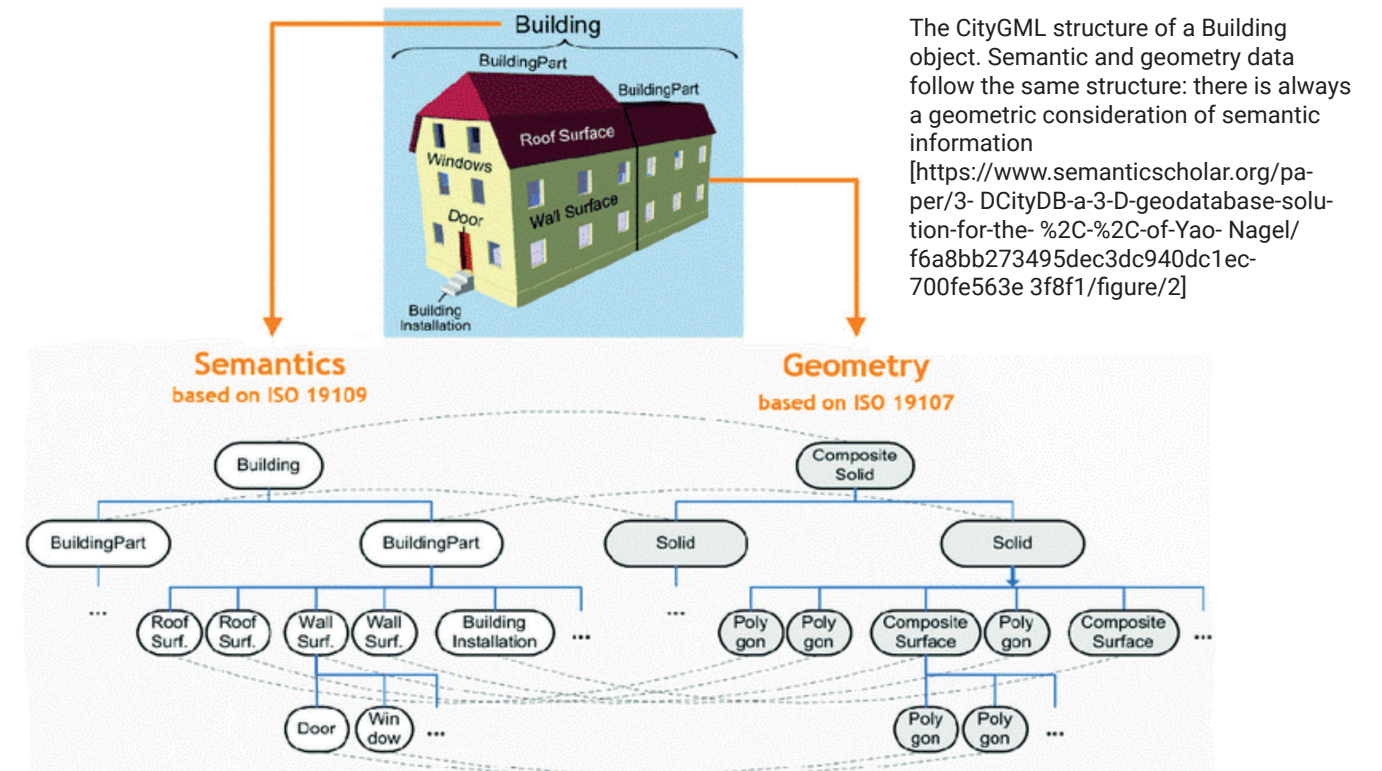 Building
BuildingPart
BuildingPart
Roof Surface
Windows
Wall Surface
Door
Building
Installation
The CityGML structure of a Building
object. Semantic and geometry data
follow the same structure: there is always
a geometric consideration of semantic
information
[https://www.semanticscholar.org/pa-
per/3- DCityDB-a-3-D-geodatabase-solu-
tion-for-the- %2C-%2C-of-Yao- Nagel/
f6a8bb273495dec3dc940dc1ec-
700fe563e 3f8f1/figure/2]
Semantics
based on ISO 19109
Geometry
based on ISO 19107
Building
Composite
Solid
BuildingPart
BuildingPart
Solid
Solid
...
Roof
Surf.
Roof
Surf.
Wall
Surf.
Wall
Surf.
Building
Installation
...
...
Poly
gon
Poly
gon
Composite
Surface
Poly
gon
Composite
Surface
...
Door
Win
dow
...
Poly
gon
Poly
gon
...